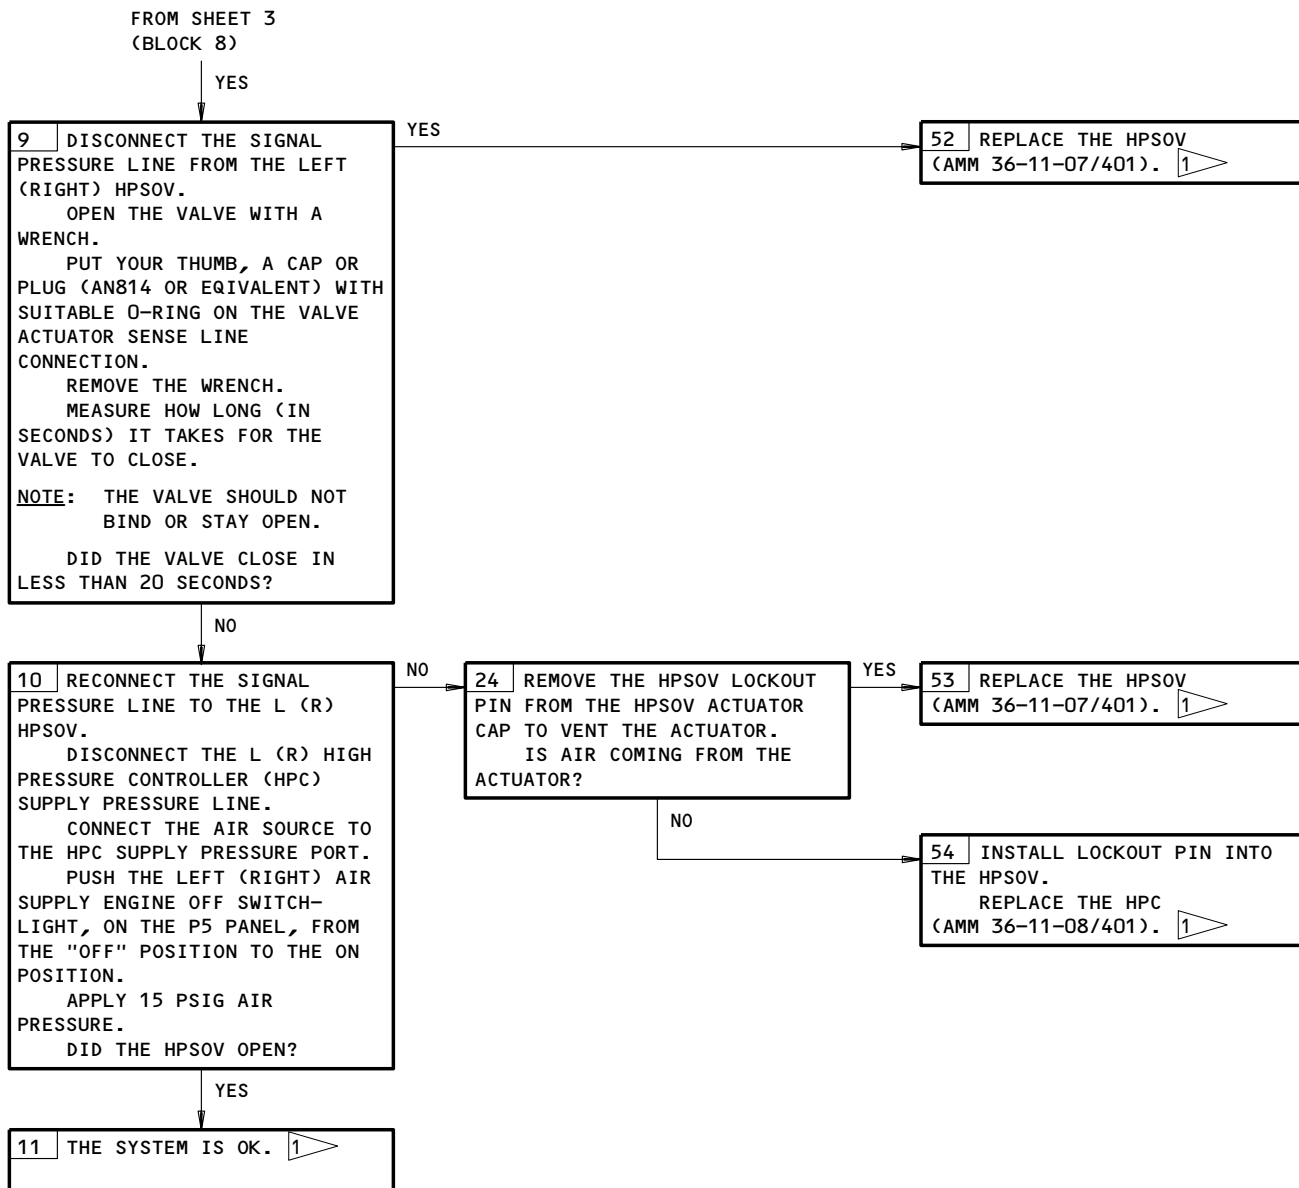 FROM SHEET 3
(BLOCK 8)
YES
9 DISCONNECT THE SIGNAL
PRESSURE LINE FROM THE LEFT
(RIGHT) HPSOV.
OPEN THE VALVE WITH A
WRENCH.
PUT YOUR THUMB, A CAP OR
PLUG (AN814 OR EQIVALENT) WITH
SUITABLE O-RING ON THE VALVE
ACTUATOR SENSE LINE
CONNECTION.
REMOVE THE WRENCH.
MEASURE HOW LONG (IN
SECONDS) IT TAKES FOR THE
VALVE TO CLOSE.
NOTE: THE VALVE SHOULD NOT
BIND OR STAY OPEN.
DID THE VALVE CLOSE IN
LESS THAN 20 SECONDS?
YES
52 REPLACE THE HPSOV
(AMM 36-11-07/401). 1
NO
10 RECONNECT THE SIGNAL
PRESSURE LINE TO THE L (R)
HPSOV.
DISCONNECT THE L (R) HIGH
PRESSURE CONTROLLER (HPC)
SUPPLY PRESSURE LINE.
CONNECT THE AIR SOURCE TO
THE HPC SUPPLY PRESSURE PORT.
PUSH THE LEFT (RIGHT) AIR
SUPPLY ENGINE OFF SWITCH-
LIGHT, ON THE P5 PANEL, FROM
THE "OFF" POSITION TO THE ON
POSITION.
APPLY 15 PSIG AIR
PRESSURE.
DID THE HPSOV OPEN?
NO
24 REMOVE THE HPSOV LOCKOUT
PIN FROM THE HPSOV ACTUATOR
CAP TO VENT THE ACTUATOR.
IS AIR COMING FROM THE
ACTUATOR?
YES
53 REPLACE THE HPSOV
(AMM 36-11-07/401). 1
NO
54 INSTALL LOCKOUT PIN INTO
THE HPSOV.
REPLACE THE HPC
(AMM 36-11-08/401). 1
YES
11 THE SYSTEM IS OK. 1